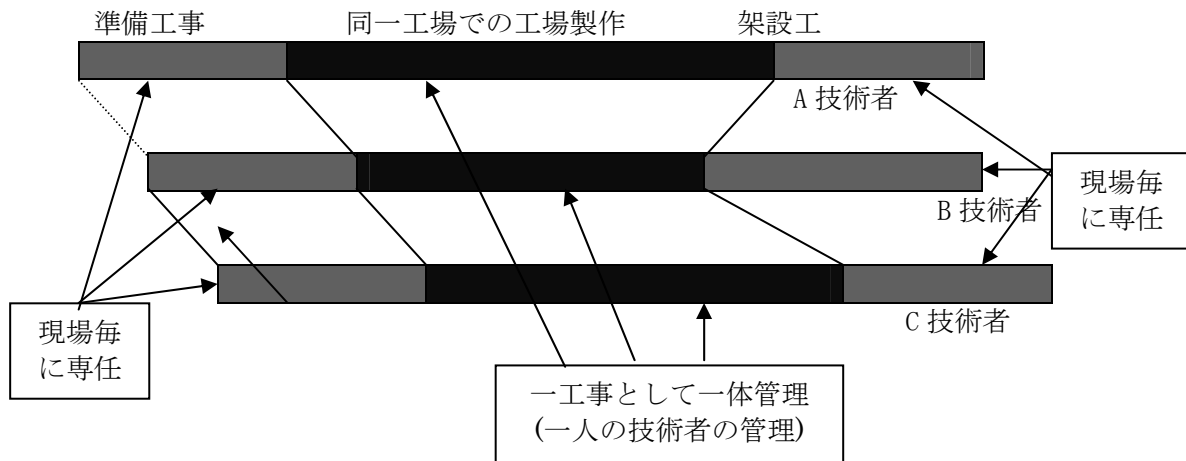 準備工事 同一工場での工場製作 架設工
A 技術者
B 技術者
現場毎
に専任
C 技術者
現場毎
に専任
一工事として一体管理
(一人の技術者の管理)